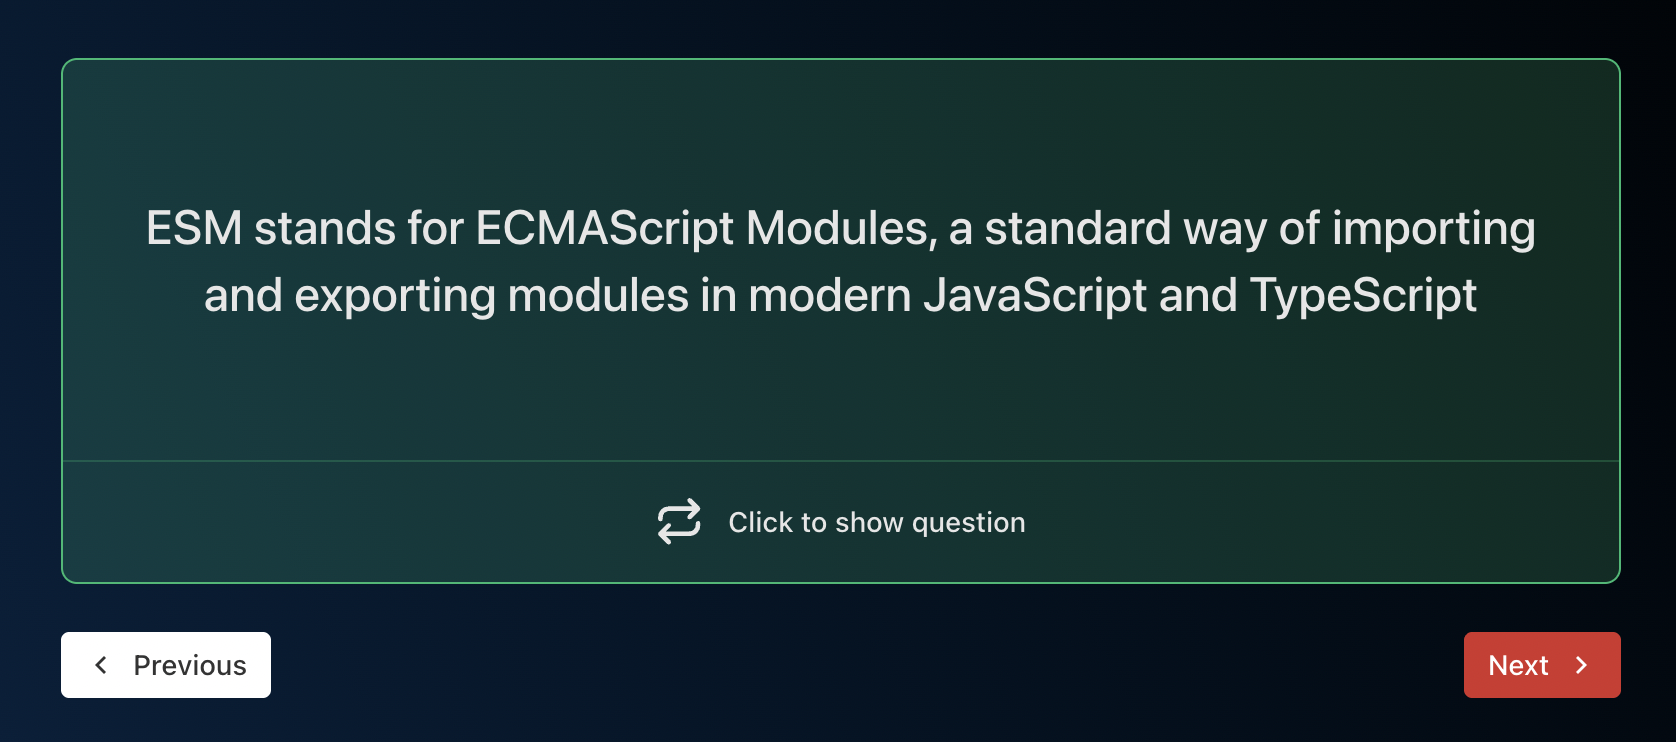 ESM stands for ECMAScript Modules, a standard way of importing
and exporting modules in modern JavaScript and TypeScript
Click to show question
Previous
Next